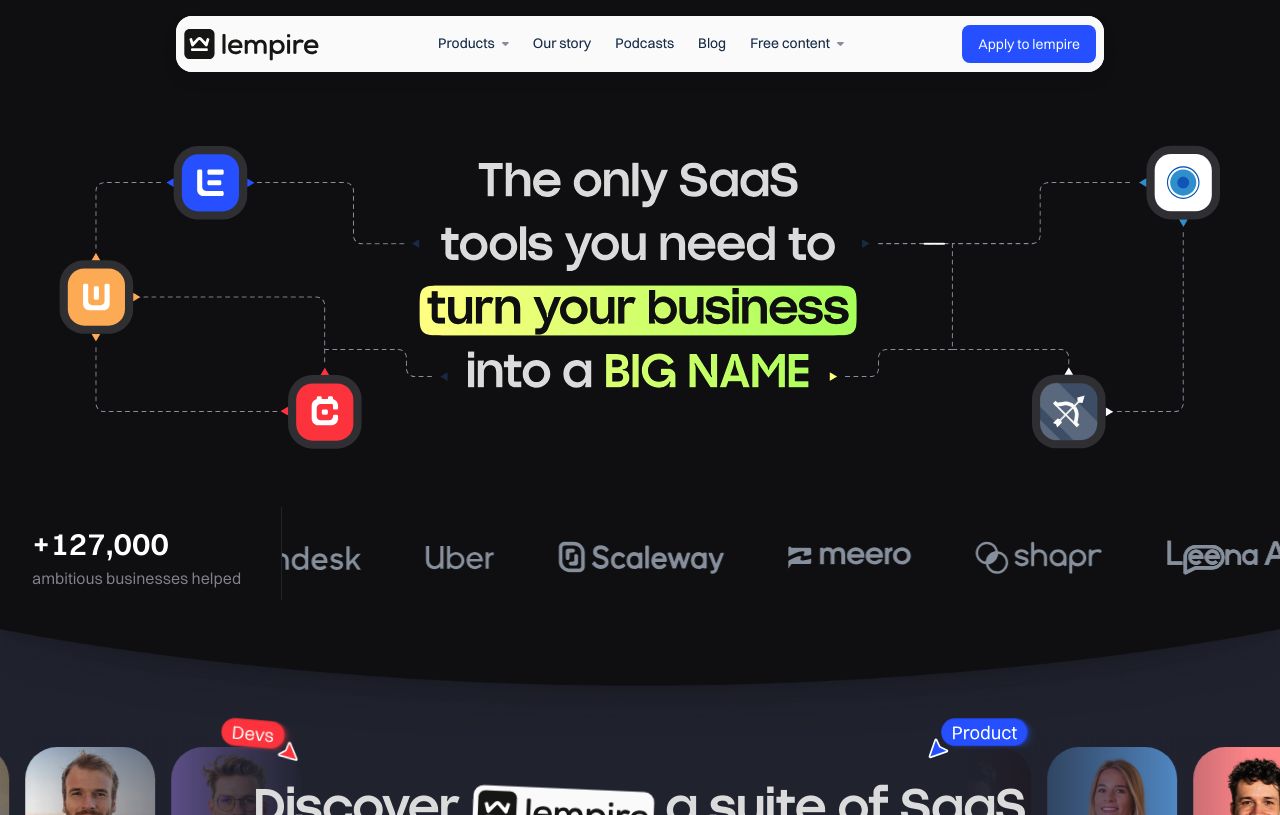 lempire
Products
Our story
Podcasts
Blog
Free content
Apply to lempire
The only SaaS
tools you need to
turn your business
into a BIG NAME
+127,000
ambitious businesses helped
ndesk
Uber
Scaleway
meero
shapr
Leena A
Devs
Product
Discover lempire a suite of SaaS